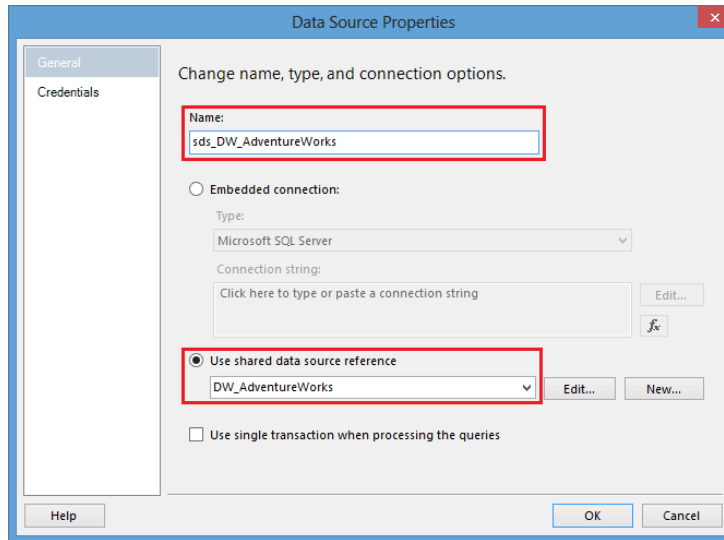 Data Source Properties
x
General
Credentials
Change name, type, and connection options.
Name:
sds_DW_AdventureWorks
Embedded connection:
Type:
Microsoft SQL Server
Connection string:
Click here to type or paste a connection string
Edit...
fx
Use shared data source reference
DW_AdventureWorks
Edit...
New...
Use single transaction when processing the queries
Help
OK
Cancel